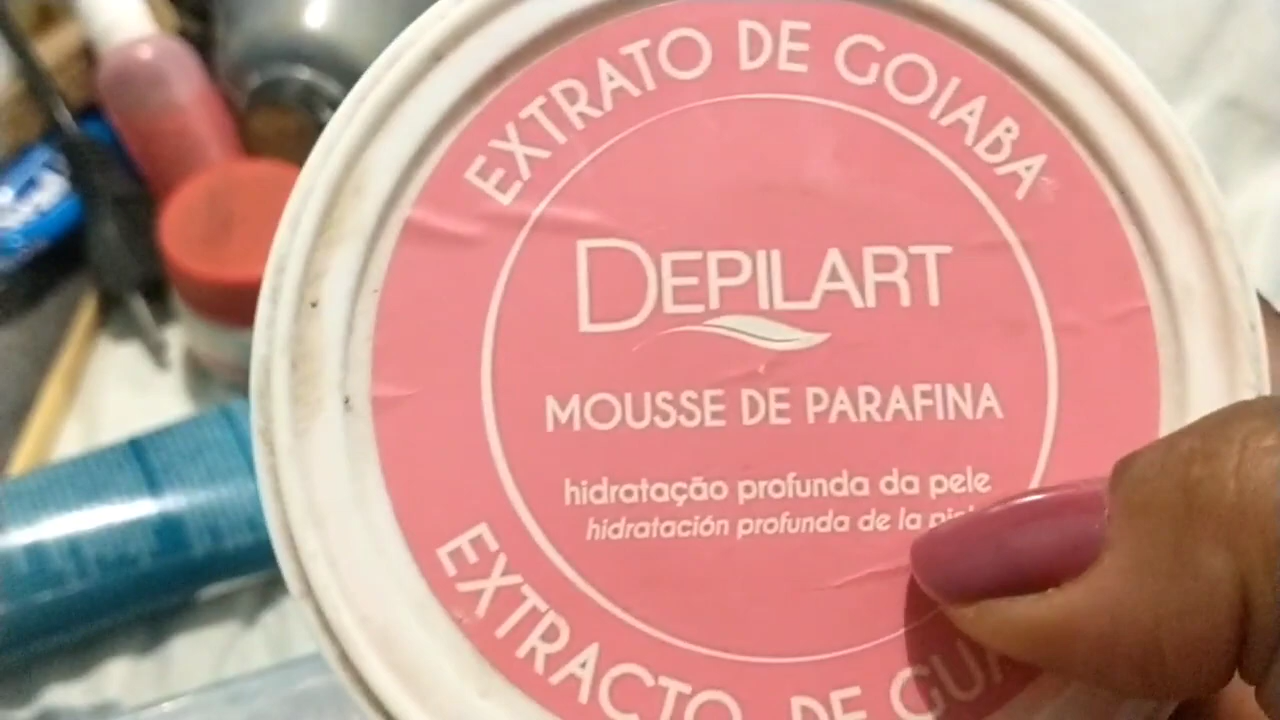 EXTRATO DE GOIABA
DEPILART
MOUSSE DE PARAFINA
hidratação profunda da pele
hidratación profunda de la
EXTRACTO DE